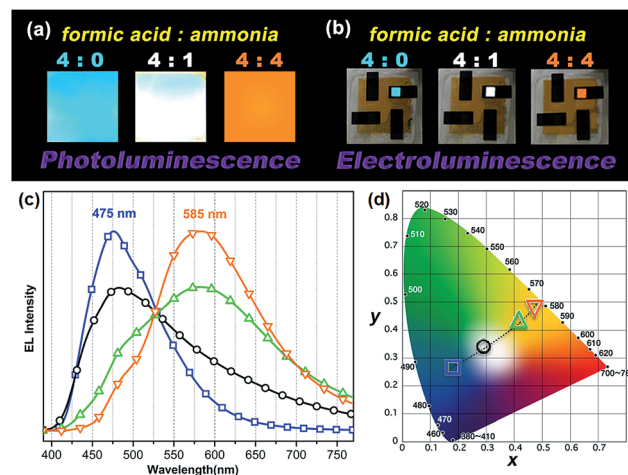 (a)
formic acid : ammonia
4 : 0 4 : 1 4 : 4
Photoluminescence
(b)
formic acid : ammonia
4 : 0 4 : 1 4 : 4
Electroluminescence
(c)
475 nm 585 nm
EL Intensity
400 450 500 550 600 650 700 750
Wavelength(nm)
(d)
0.8
0.7
0.6
0.5
0.4
0.3
0.2
0.1
0
y
520
530
540
550
560
570
580
590
600
610
620
700~78
510
500
490
480
470
460
380~410
0 0.1 0.2 0.3 0.4 0.5 0.6 0.7
x